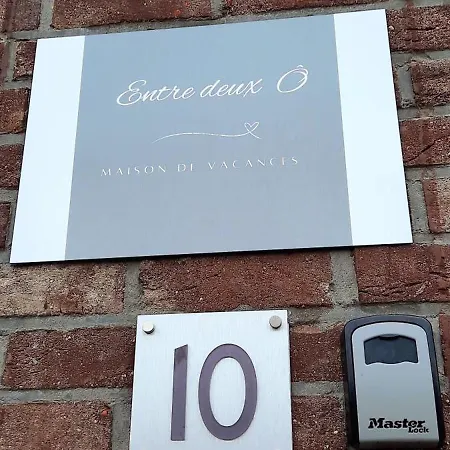 Entre deux Ô
MAISON DE VACANCES
10
Master
Lock